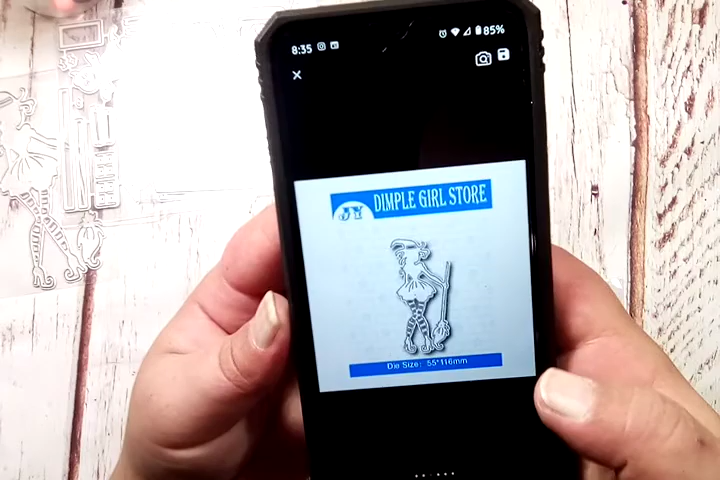 8:35
85%
DIMPLE GIRL STORE
JY
Die Size: 55*116mm